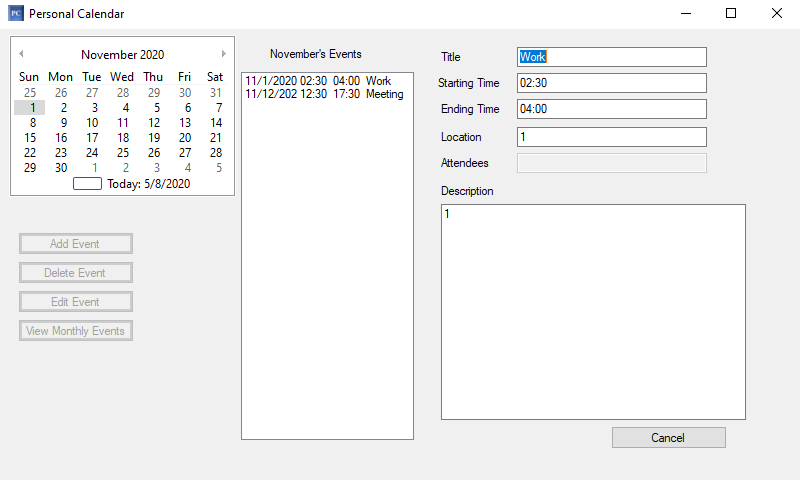 PC Personal Calendar
November 2020
Sun Mon Tue Wed Thu Fri Sat
25 26 27 28 29 30 31
1 2 3 4 5 6 7
8 9 10 11 12 13 14
15 16 17 18 19 20 21
22 23 24 25 26 27 28
29 30 1 2 3 4 5
Today: 5/8/2020
Add Event
Delete Event
Edit Event
View Monthly Events
November's Events
11/1/2020 02:30 04:00 Work
11/12/202 12:30 17:30 Meeting
Title Work
Starting Time 02:30
Ending Time 04:00
Location 1
Attendees
Description
1
Cancel